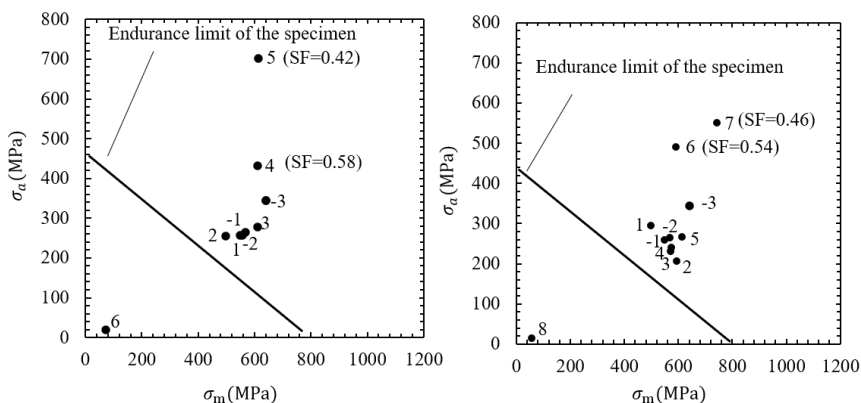 800
700
600
500
400
300
200
100
0
σa(MPa)
Endurance limit of the specimen
5 (SF=0.42)
4 (SF=0.58)
-3
3
-1
2
1
-2
6
0 200 400 600 800 1000 1200
σm(MPa)
800
700
600
500
400
300
200
100
0
σa(MPa)
Endurance limit of the specimen
7 (SF=0.46)
6 (SF=0.54)
-3
1
-2
-1
5
4
3
2
8
0 200 400 600 800 1000 1200
σm(MPa)